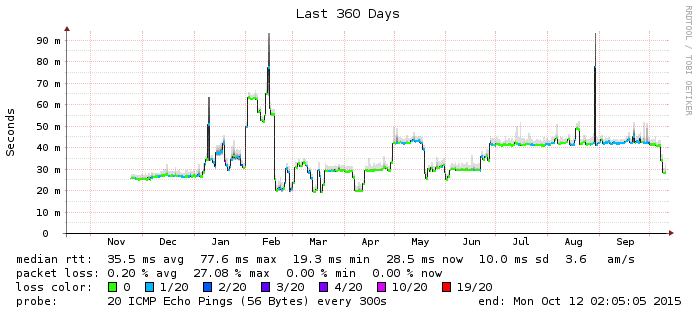 Last 360 Days
RRDTOOL / TOBI OETIKER
Seconds
90 m
80 m
70 m
60 m
50 m
40 m
30 m
20 m
10 m
0
Nov Dec Jan Feb Mar Apr May Jun Jul Aug Sep
median rtt: 35.5 ms avg 77.6 ms max 19.3 ms min 28.5 ms now 10.0 ms sd 3.6 am/s
packet loss: 0.20 % avg 27.08 % max 0.00 % min 0.00 % now
loss color: 0 1/20 2/20 3/20 4/20 10/20 19/20
probe: 20 ICMP Echo Pings (56 Bytes) every 300s end: Mon Oct 12 02:05:05 2015